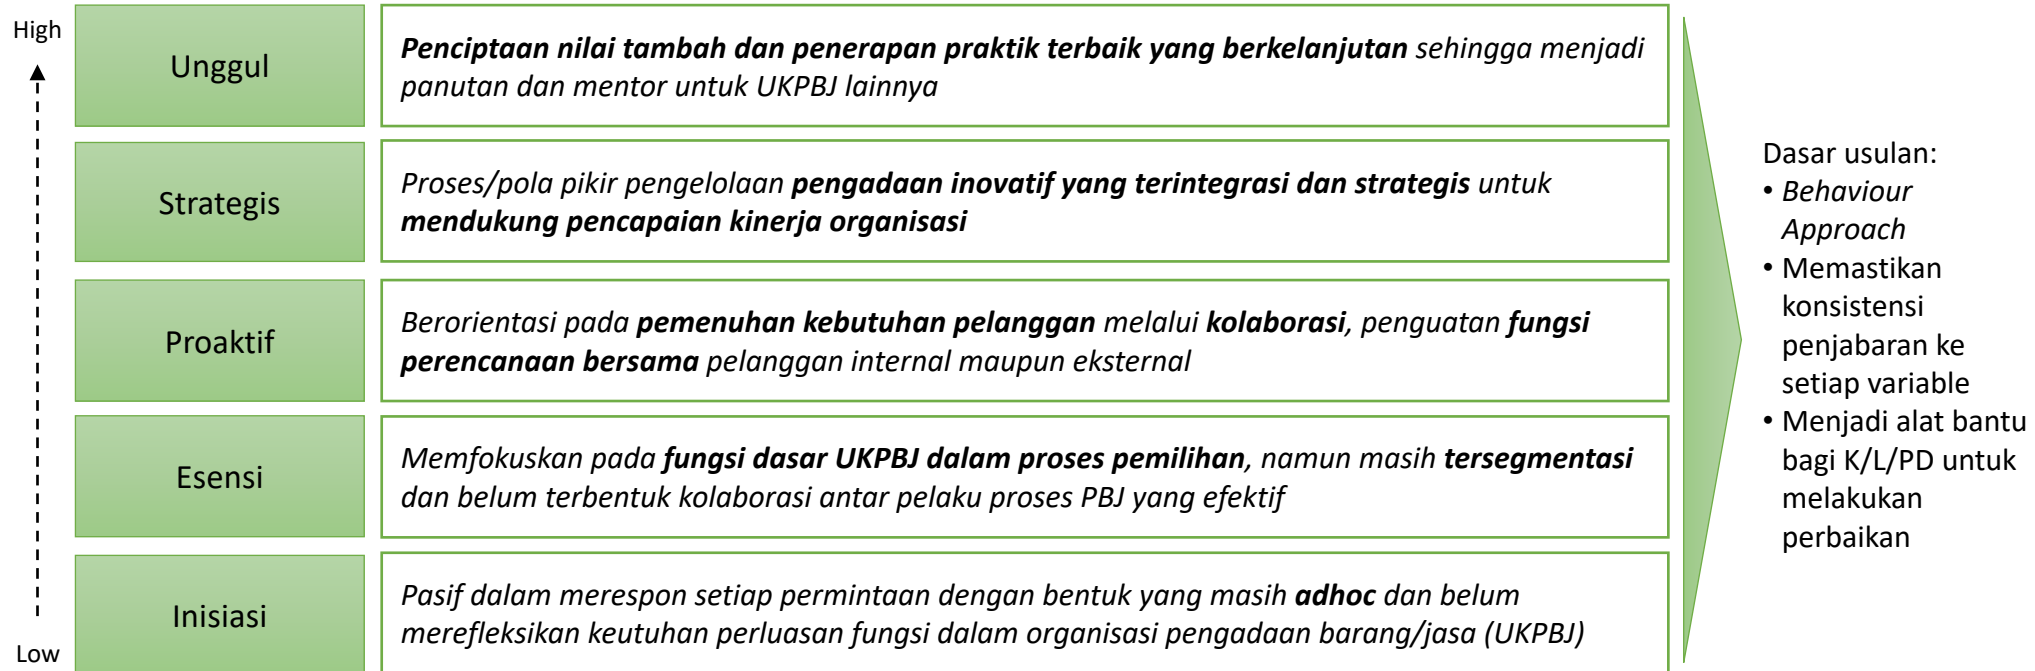 High
Unggul
Penciptaan nilai tambah dan penerapan praktik terbaik yang berkelanjutan sehingga menjadi
panutan dan mentor untuk UKPBJ lainnya
Strategis
Proses/pola pikir pengelolaan pengadaan inovatif yang terintegrasi dan strategis untuk
mendukung pencapaian kinerja organisasi
Proaktif
Berorientasi pada pemenuhan kebutuhan pelanggan melalui kolaborasi, penguatan fungsi
perencanaan bersama pelanggan internal maupun eksternal
Esensi
Memfokuskan pada fungsi dasar UKPBJ dalam proses pemilihan, namun masih tersegmentasi
dan belum terbentuk kolaborasi antar pelaku proses PBJ yang efektif
Inisiasi
Pasif dalam merespon setiap permintaan dengan bentuk yang masih adhoc dan belum
merefleksikan keutuhan perluasan fungsi dalam organisasi pengadaan barang/jasa (UKPBJ)
Low
Dasar usulan:
• Behaviour
Approach
• Memastikan
konsistensi
penjabaran ke
setiap variable
• Menjadi alat bantu
bagi K/L/PD untuk
melakukan
perbaikan